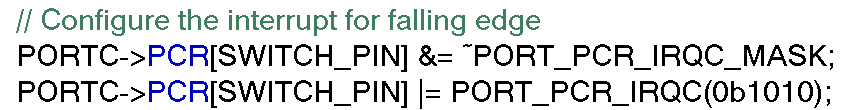 // Configure the interrupt for falling edge
PORTC->PCR[SWITCH_PIN] &= ~PORT_PCR_IRQC_MASK;
PORTC->PCR[SWITCH_PIN] |= PORT_PCR_IRQC(0b1010);